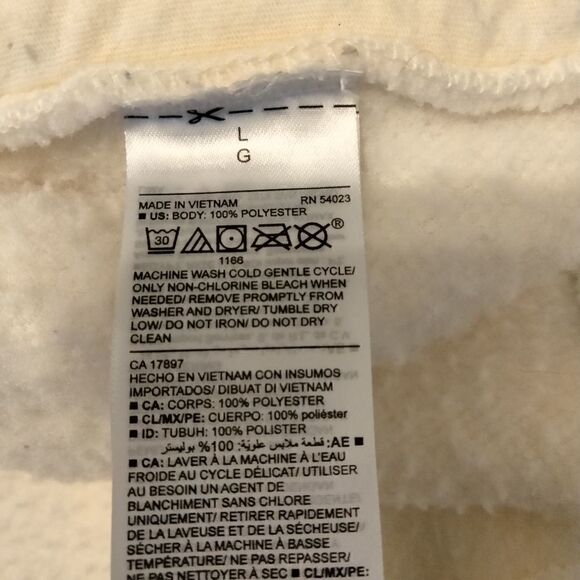 L
G
MADE IN VIETNAM RN 54023
■ US: BODY: 100% POLYESTER
30 ®
1166
MACHINE WASH COLD GENTLE CYCLE/
ONLY NON-CHLORINE BLEACH WHEN
NEEDED/ REMOVE PROMPTLY FROM
WASHER AND DRYER/ TUMBLE DRY
LOW/ DO NOT IRON/ DO NOT DRY
CLEAN
CA 17897
HECHO EN VIETNAM CON INSUMOS
IMPORTADOS/ DIBUAT DI VIETNAM
■ CA: CORPS: 100% POLYESTER
■ CL/MX/PE: CUERPO: 100% poliéster
■ ID: TUBUH: 100% POLISTER
■ AE: قطعة ملابس علوية: 100% بوليستر
■ CA: LAVER À LA MACHINE À L'EAU
FROIDE AU CYCLE DÉLICAT/ UTILISER
AU BESOIN UN AGENT DE
BLANCHIMENT SANS CHLORE
UNIQUEMENT/ RETIRER RAPIDEMENT
DE LA LAVEUSE ET DE LA SÉCHEUSE/
SÉCHER À LA MACHINE À BASSE
TEMPÉRATURE/ NE PAS REPASSER/
NE PAS NETTOYER À SEC ■ CL/MX/PE: